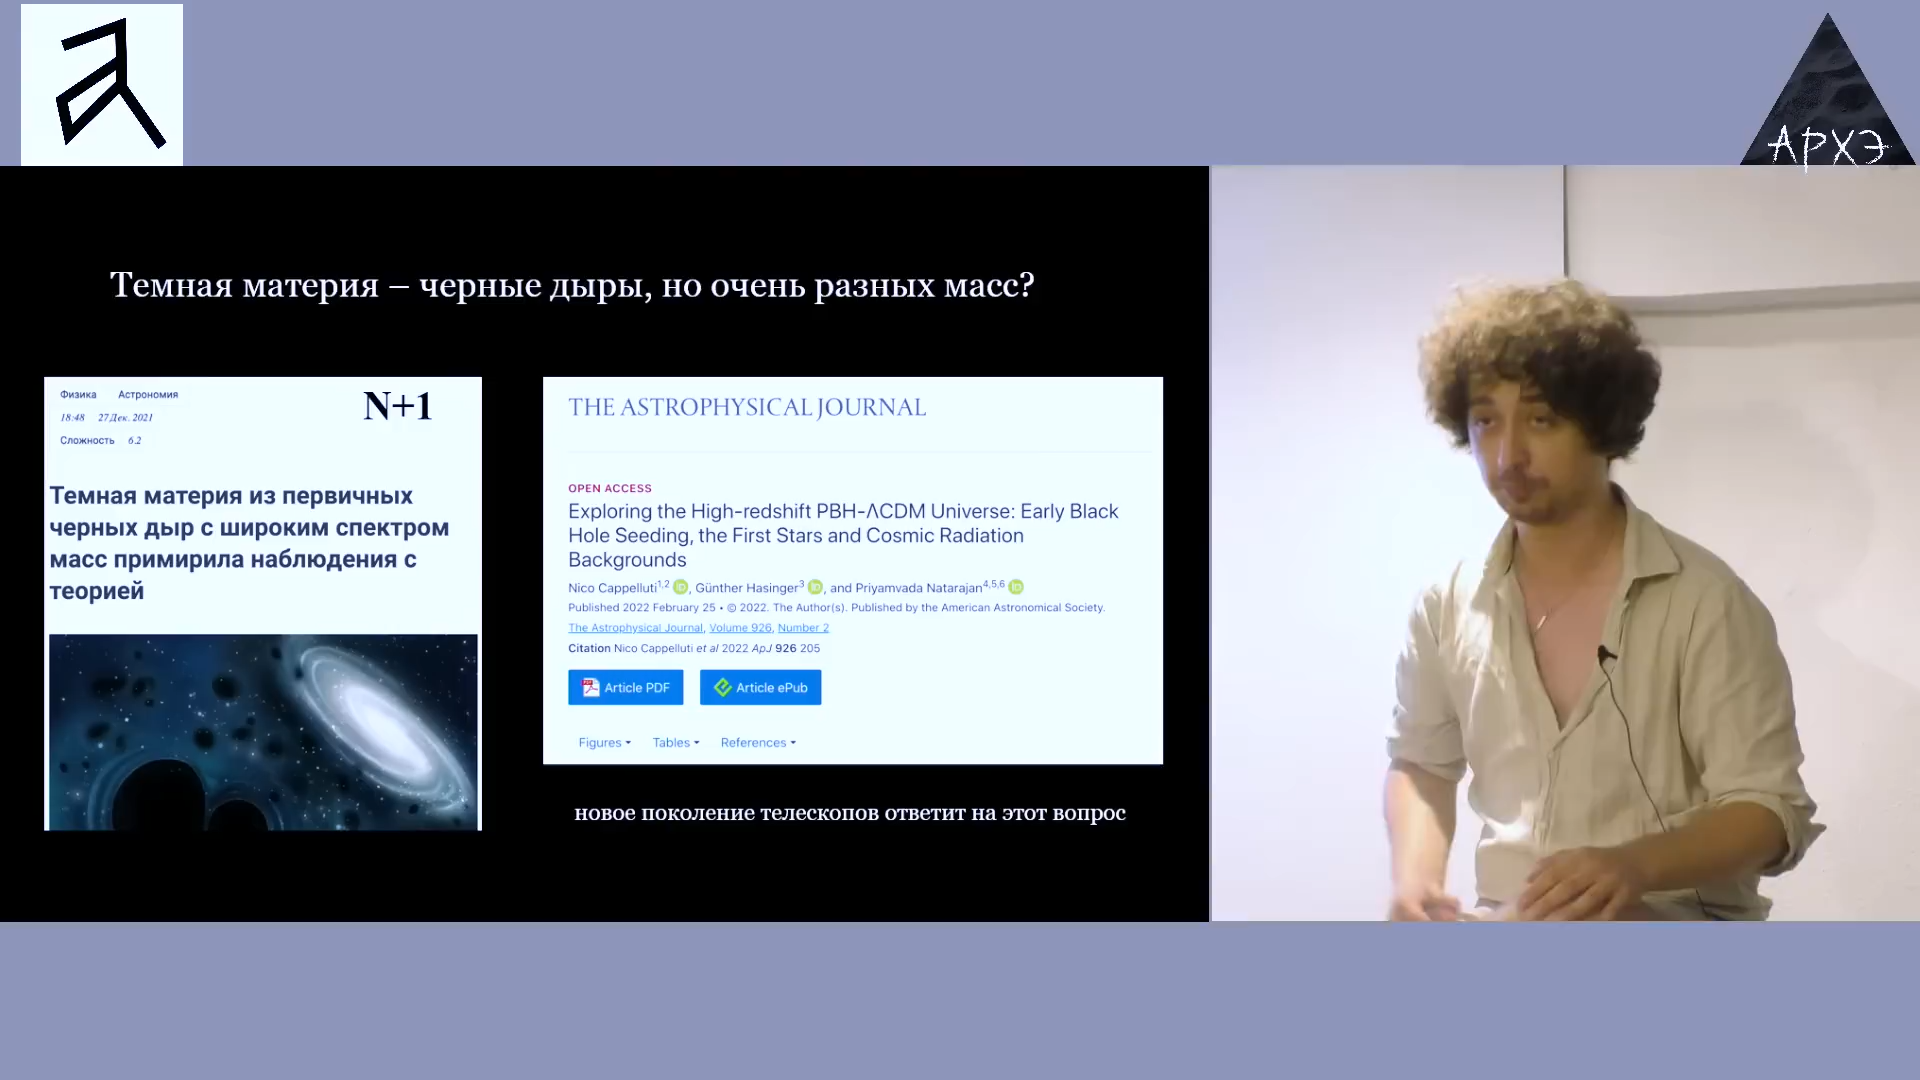 АРХЭ
Темная материя – черные дыры, но очень разных масс?
Физика Астрономия
18:48 27 Дек. 2021
Сложность 6.2
N+1
Темная материя из первичных
черных дыр с широким спектром
масс примирила наблюдения с
теорией
THE ASTROPHYSICAL JOURNAL
OPEN ACCESS
Exploring the High-redshift PBH-ΛCDM Universe: Early Black
Hole Seeding, the First Stars and Cosmic Radiation
Backgrounds
Nico Cappelluti1,2 iD, Günther Hasinger3 iD, and Priyamvada Natarajan4,5,6 iD
Published 2022 February 25 • © 2022. The Author(s). Published by the American Astronomical Society.
The Astrophysical Journal, Volume 926, Number 2
Citation Nico Cappelluti et al 2022 ApJ 926 205
Article PDF Article ePub
Figures Tables References
новое поколение телескопов ответит на этот вопрос